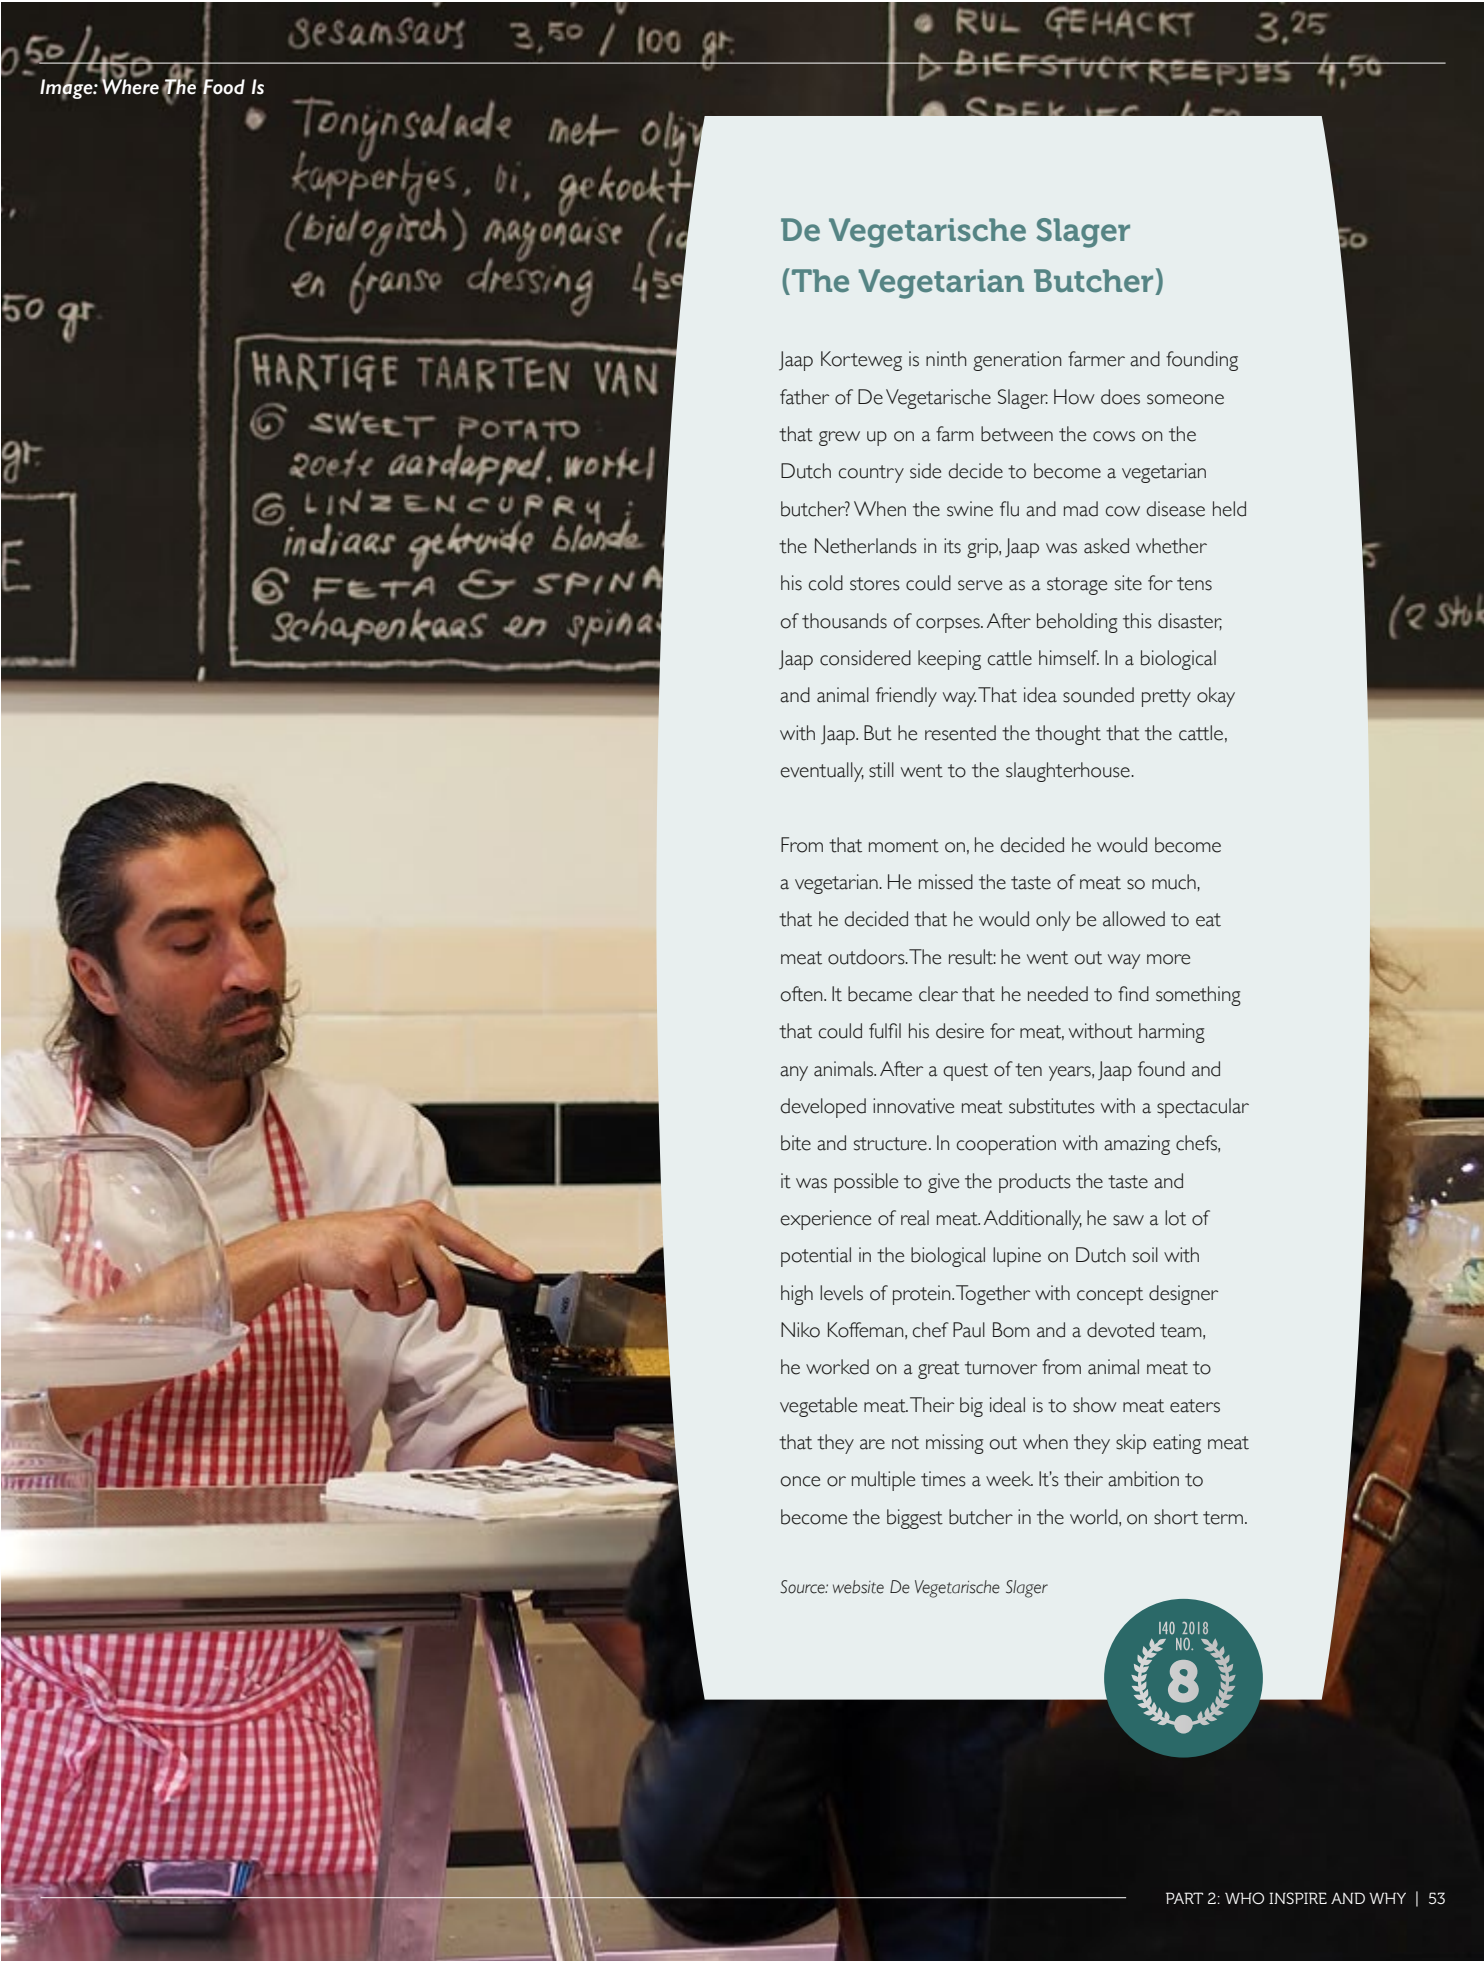 sesamsaus 3,50 / 100 gr.
RUL GEHACKT 3,25
BIEFSTUCKREEPJES 4,50
050/450 gr.
Image: Where The Food Is
Tonijnsalade met
kappertjes, ui, gekookt
(biologisch) mayonaise
en franse dressing 450
50 gr.
gr.
E
HARTIGE TAARTEN VAN
SWEET POTATO
zoete aardappel, wortel
LINZENCURRY :
indiaas gekruide blonde
FETA & SPINA
schapenkaas en spina
50
5
(2 stuk
De Vegetarische Slager
(The Vegetarian Butcher)
Jaap Korteweg is ninth generation farmer and founding
father of De Vegetarische Slager. How does someone
that grew up on a farm between the cows on the
Dutch country side decide to become a vegetarian
butcher? When the swine flu and mad cow disease held
the Netherlands in its grip, Jaap was asked whether
his cold stores could serve as a storage site for tens
of thousands of corpses. After beholding this disaster,
Jaap considered keeping cattle himself. In a biological
and animal friendly way. That idea sounded pretty okay
with Jaap. But he resented the thought that the cattle,
eventually, still went to the slaughterhouse.
From that moment on, he decided he would become
a vegetarian. He missed the taste of meat so much,
that he decided that he would only be allowed to eat
meat outdoors. The result: he went out way more
often. It became clear that he needed to find something
that could fulfil his desire for meat, without harming
any animals. After a quest of ten years, Jaap found and
developed innovative meat substitutes with a spectacular
bite and structure. In cooperation with amazing chefs,
it was possible to give the products the taste and
experience of real meat. Additionally, he saw a lot of
potential in the biological lupine on Dutch soil with
high levels of protein. Together with concept designer
Niko Koffeman, chef Paul Bom and a devoted team,
he worked on a great turnover from animal meat to
vegetable meat. Their big ideal is to show meat eaters
that they are not missing out when they skip eating meat
once or multiple times a week. It's their ambition to
become the biggest butcher in the world, on short term.
Source: website De Vegetarische Slager
I40 2018
NO.
8
PART 2: WHO INSPIRE AND WHY | 53